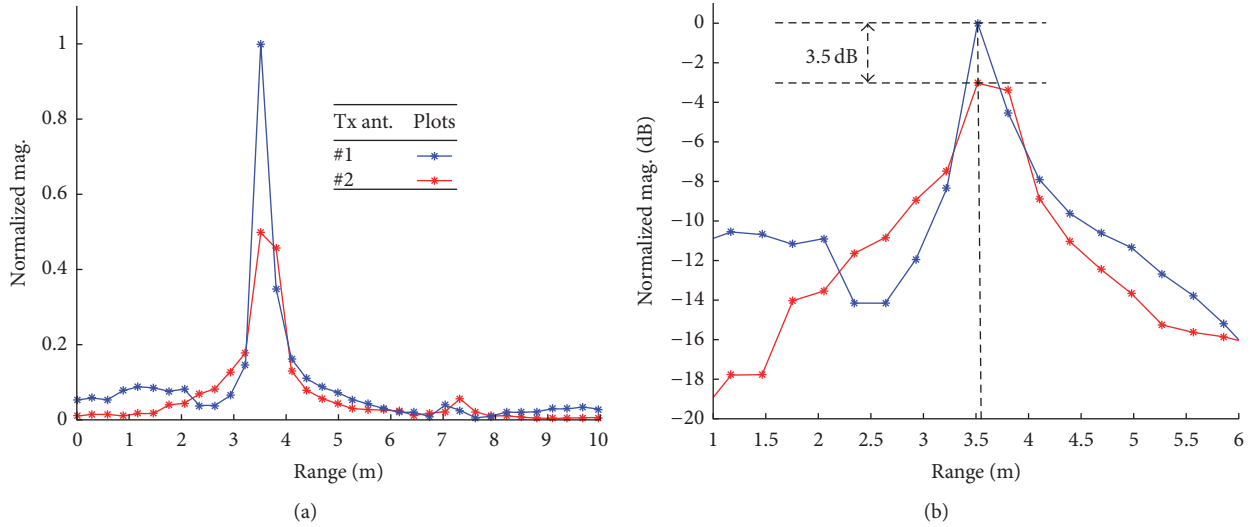 1
0.8
0.6
0.4
0.2
0
Normalized mag.
Tx ant. Plots
#1
#2
0 1 2 3 4 5 6 7 8 9 10
Range (m)
(a)
0
−2
−4
−6
−8
−10
−12
−14
−16
−18
−20
Normalized mag. (dB)
3.5 dB
1 1.5 2 2.5 3 3.5 4 4.5 5 5.5 6
Range (m)
(b)